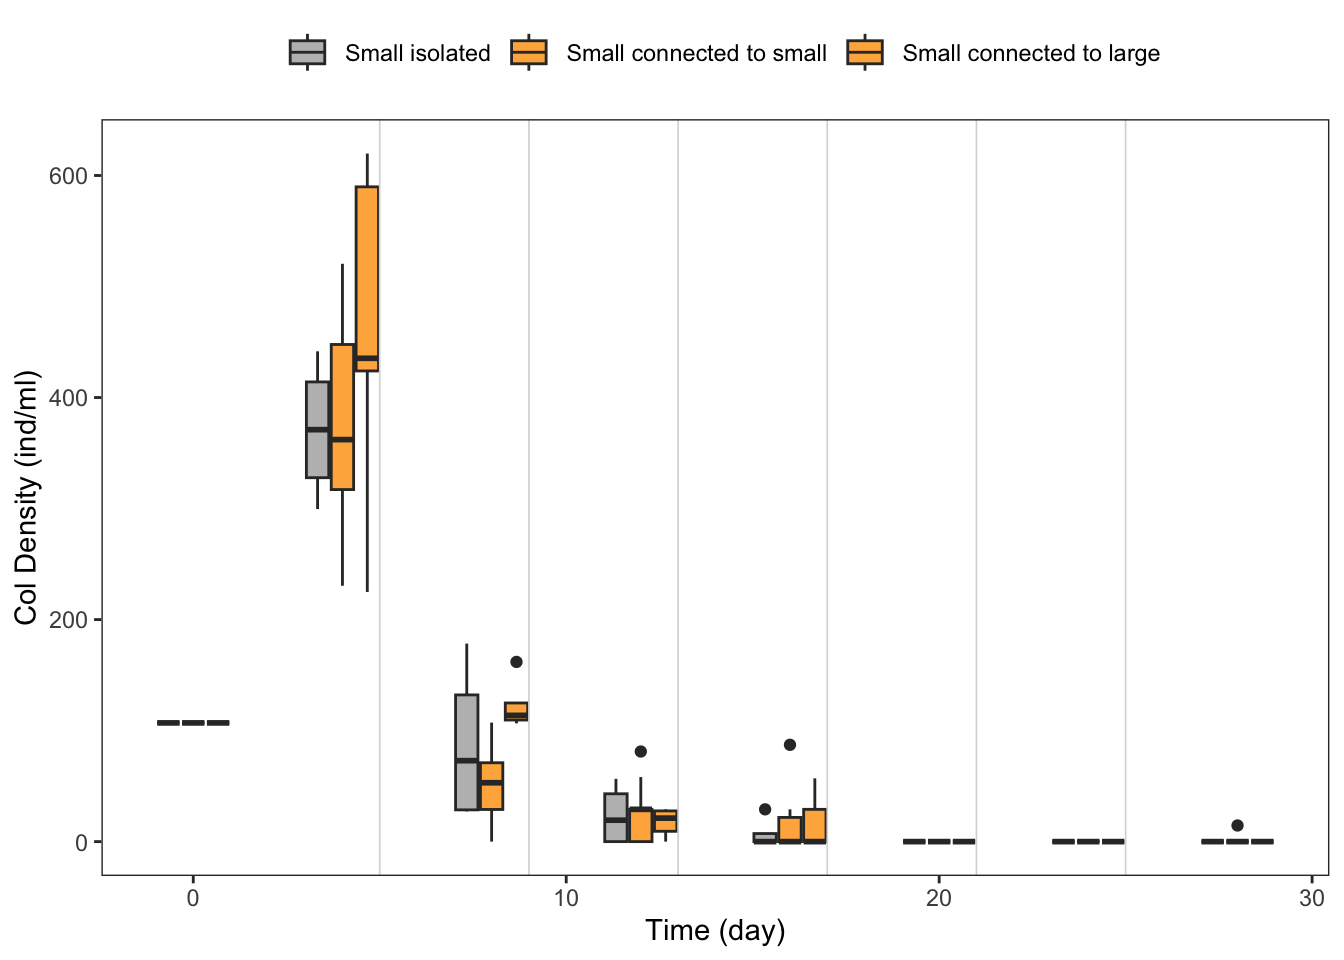 Small isolated Small connected to small Small connected to large
600
400
200
0
Col Density (ind/ml)
0 10 20 30
Time (day)